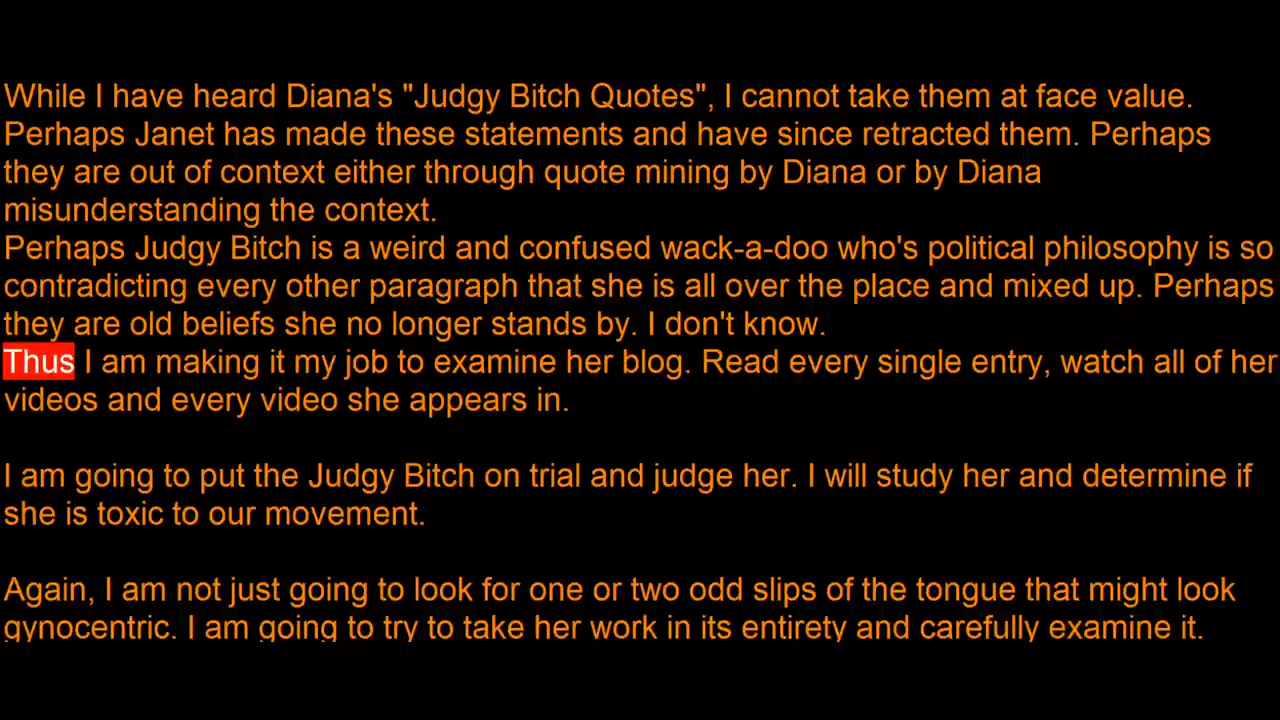 While I have heard Diana's "Judgy Bitch Quotes", I cannot take them at face value.
Perhaps Janet has made these statements and have since retracted them. Perhaps
they are out of context either through quote mining by Diana or by Diana
misunderstanding the context.
Perhaps Judgy Bitch is a weird and confused wack-a-doo who's political philosophy is so
contradicting every other paragraph that she is all over the place and mixed up. Perhaps
they are old beliefs she no longer stands by. I don't know.
Thus I am making it my job to examine her blog. Read every single entry, watch all of her
videos and every video she appears in.
I am going to put the Judgy Bitch on trial and judge her. I will study her and determine if
she is toxic to our movement.
Again, I am not just going to look for one or two odd slips of the tongue that might look
gynocentric. I am going to try to take her work in its entirety and carefully examine it.